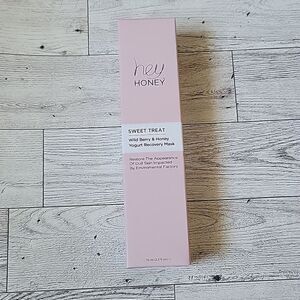 hey
HONEY
SWEET TREAT
Wild Berry & Honey
Yogurt Recovery Mask
Restore The Appearance
Of Dull Skin Impacted
By Environmental Factors